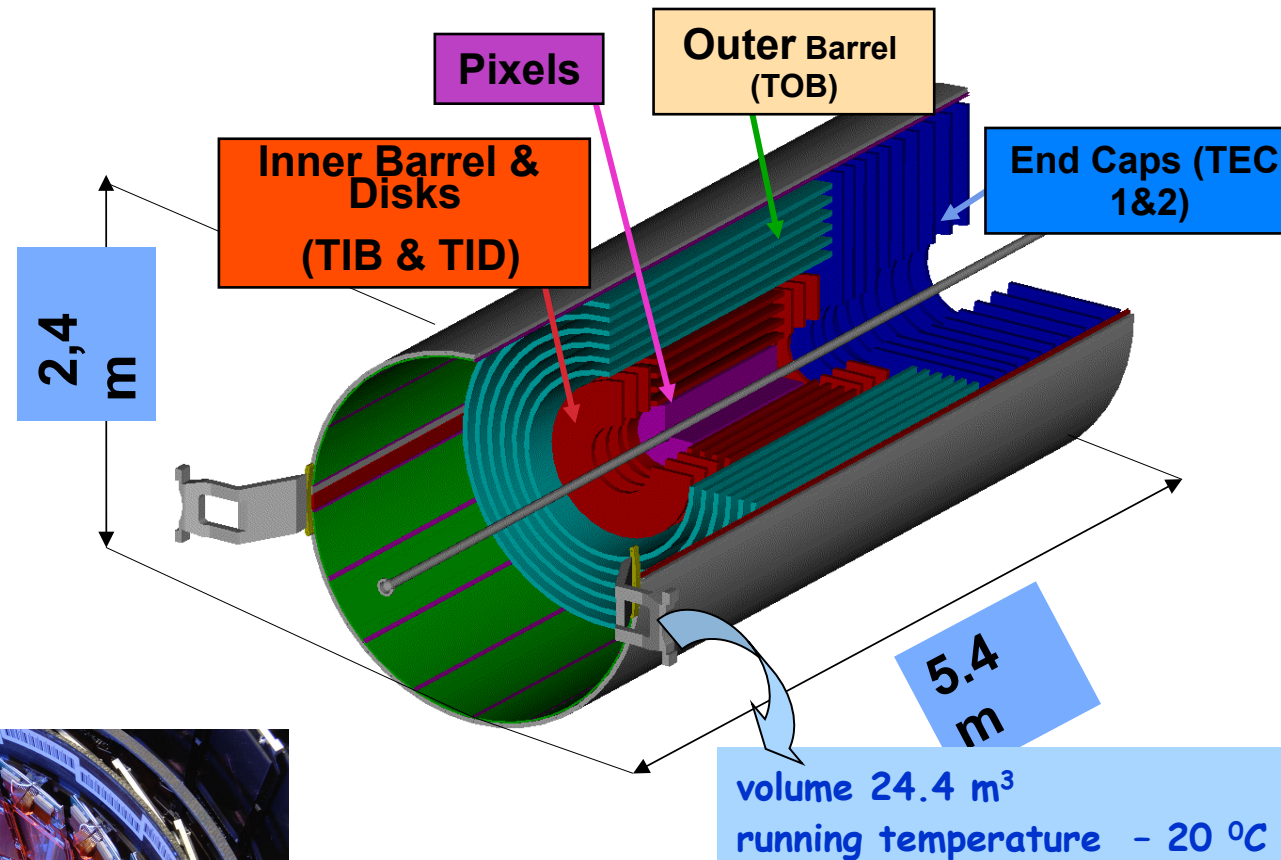 Pixels
Outer Barrel
(TOB)
Inner Barrel &
Disks
(TIB & TID)
End Caps (TEC
1&2)
2,4
m
5.4
m
volume 24.4 m³
running temperature – 20 ⁰C